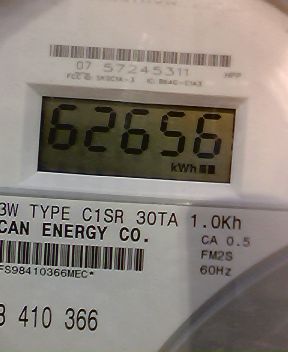 07 57245311
HPP
62656
kWh
3W TYPE C1SR 30TA 1.0Kh
CAN ENERGY CO.
CA 0.5
FM2S
60Hz
FS98410366MEC*
410 366